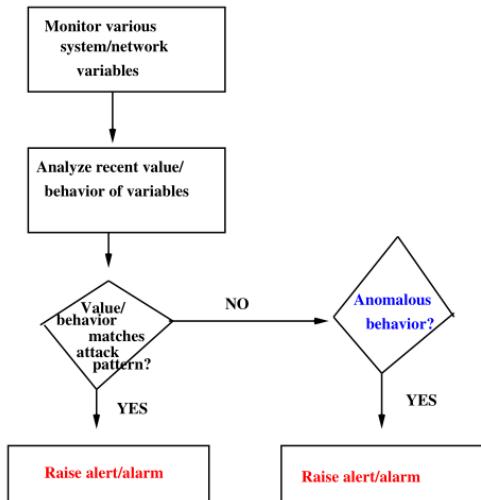 Monitor various
system/network
variables
Analyze recent value/
behavior of variables
Value/
behavior
matches
attack
pattern?
NO
Anomalous
behavior?
YES
YES
Raise alert/alarm
Raise alert/alarm